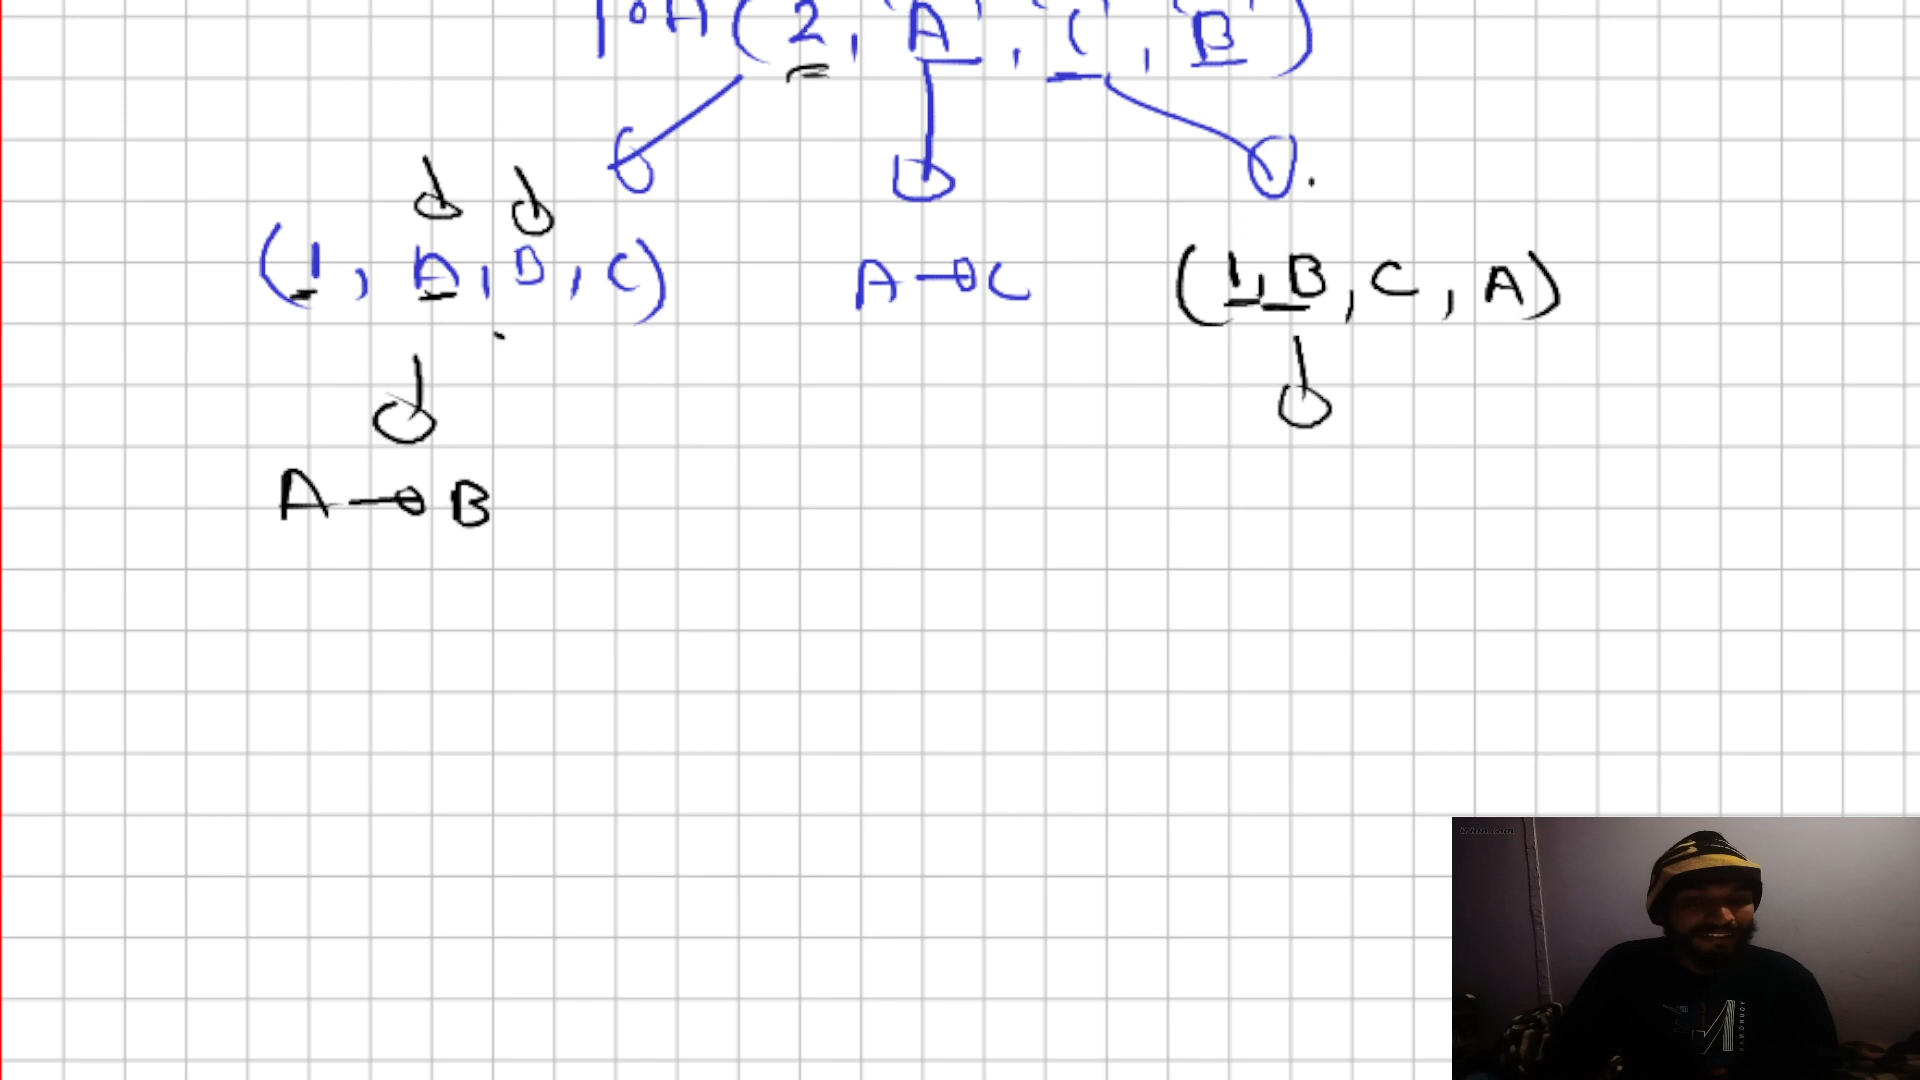 TOH(2, 'A', 'C', 'B')
(1, A, B, C) A→C (1, B, C, A)
A→B